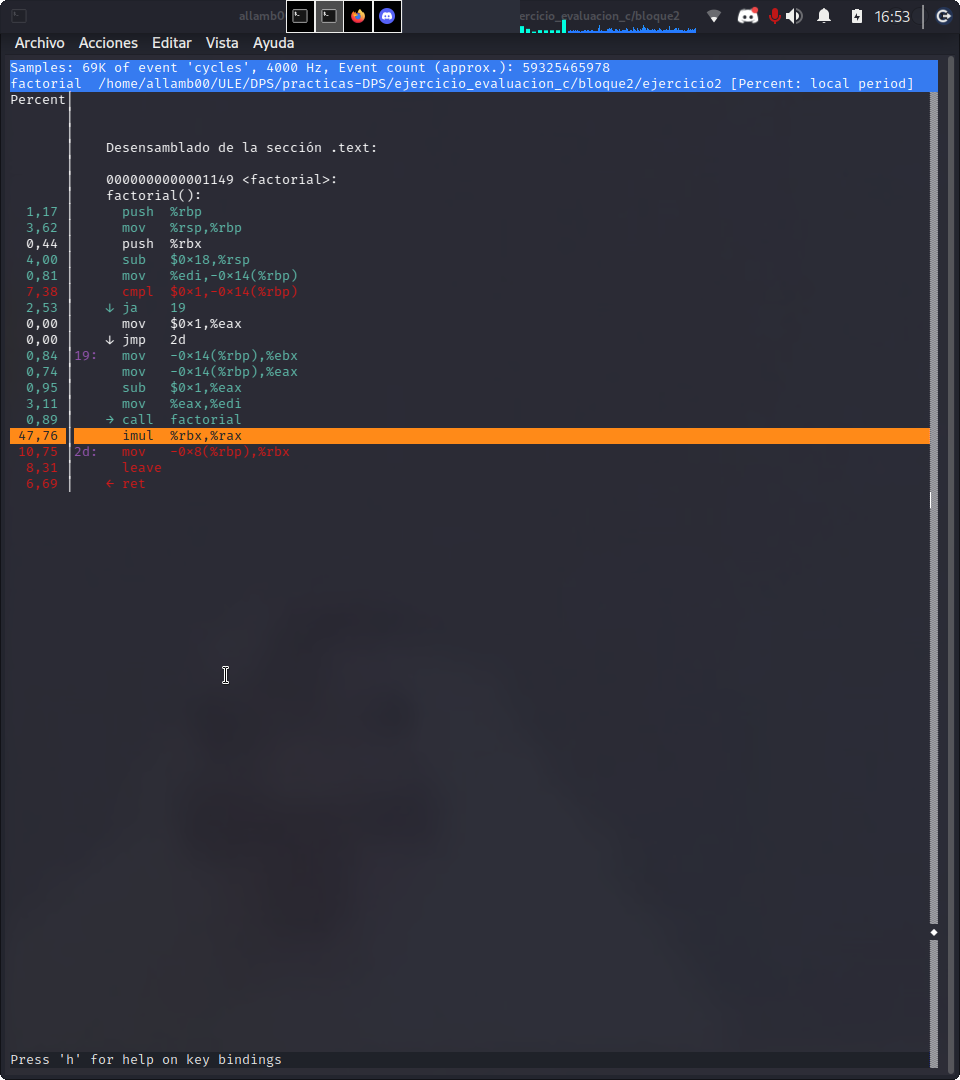 allamb0
ercicio_evaluacion_c/bloque2
16:53
Archivo Acciones Editar Vista Ayuda
Samples: 69K of event 'cycles', 4000 Hz, Event count (approx.): 59325465978
factorial  /home/allamb00/ULE/DPS/practicas-DPS/ejercicio_evaluacion_c/bloque2/ejercicio2 [Percent: local period]
Percent
Desensamblado de la sección .text:
0000000000001149 <factorial>:
factorial():
1,17 push %rbp
3,62 mov %rsp,%rbp
0,44 push %rbx
4,00 sub $0×18,%rsp
0,81 mov %edi,-0×14(%rbp)
7,38 cmpl $0×1,-0×14(%rbp)
2,53 ↓ ja 19
0,00 mov $0×1,%eax
0,00 ↓ jmp 2d
0,84 19: mov -0×14(%rbp),%ebx
0,74 mov -0×14(%rbp),%eax
0,95 sub $0×1,%eax
3,11 mov %eax,%edi
0,89 → call factorial
47,76 imul %rbx,%rax
10,75 2d: mov -0×8(%rbp),%rbx
8,31 leave
6,69 ← ret
Press 'h' for help on key bindings